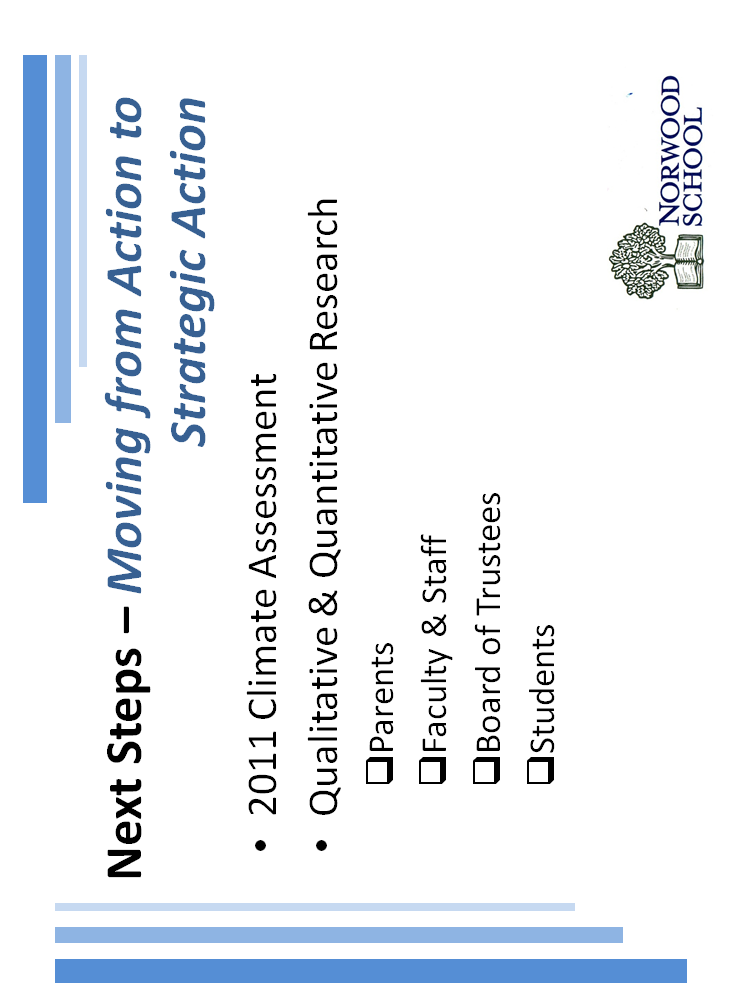 Next Steps – Moving from Action to
Strategic Action
• 2011 Climate Assessment
• Qualitative & Quantitative Research
❑Parents
❑Faculty & Staff
❑Board of Trustees
❑Students
NORWOOD
SCHOOL